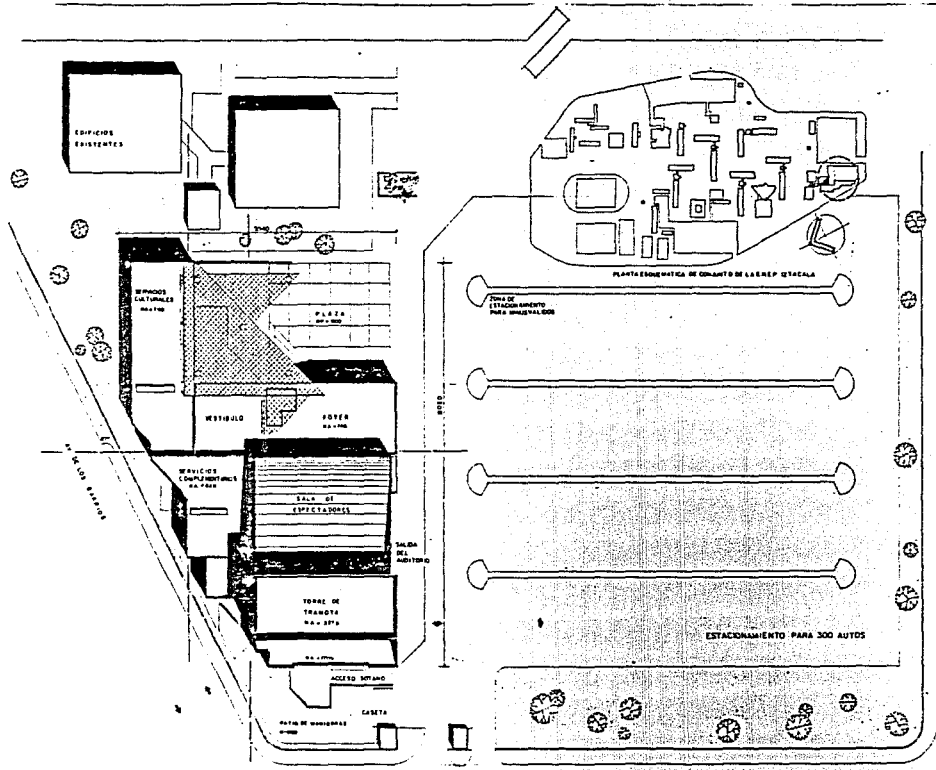 EDIFICIOS
EXISTENTES
PLANTA ESQUEMATICA DE CONJUNTO DE LA E.N.E.P. IZTACALA
SERVICIOS
CULTURALES
ZONA DE
ESTACIONAMIENTO
PARA MINUSVALIDOS
PLAZA
VESTIBULO
FOYER
AV. DE LOS BARRIOS
SERVICIOS
COMPLEMENTARIOS
SALA DE
ESPECTADORES
SALIDA
DEL
AUDITORIO
TORRE DE
TRAMOYA
ESTACIONAMIENTO PARA 300 AUTOS
ACCESO SOTANO
CASETA
PATIO DE MANIOBRAS